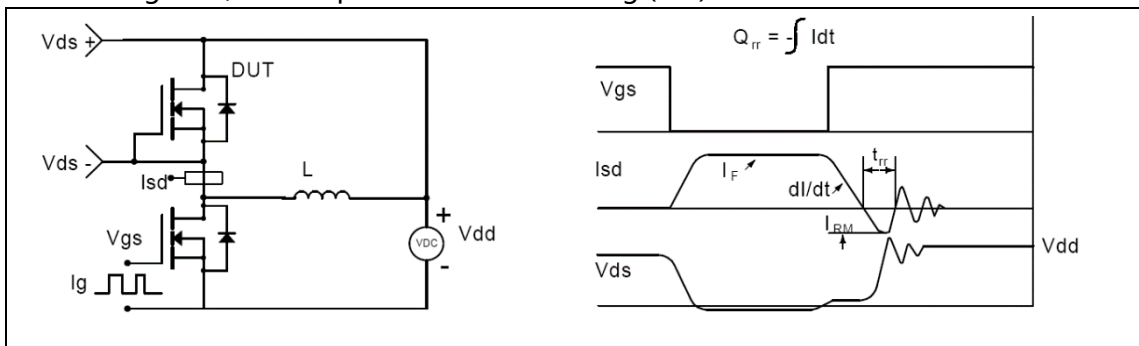 Vds +
DUT
Vds -
Isd
L
Vgs
Ig
+
VDC
-
Vdd
Q rr = -∫ Idt
Vgs
Isd
I F
dI/dt
t rr
I RM
Vdd
Vds